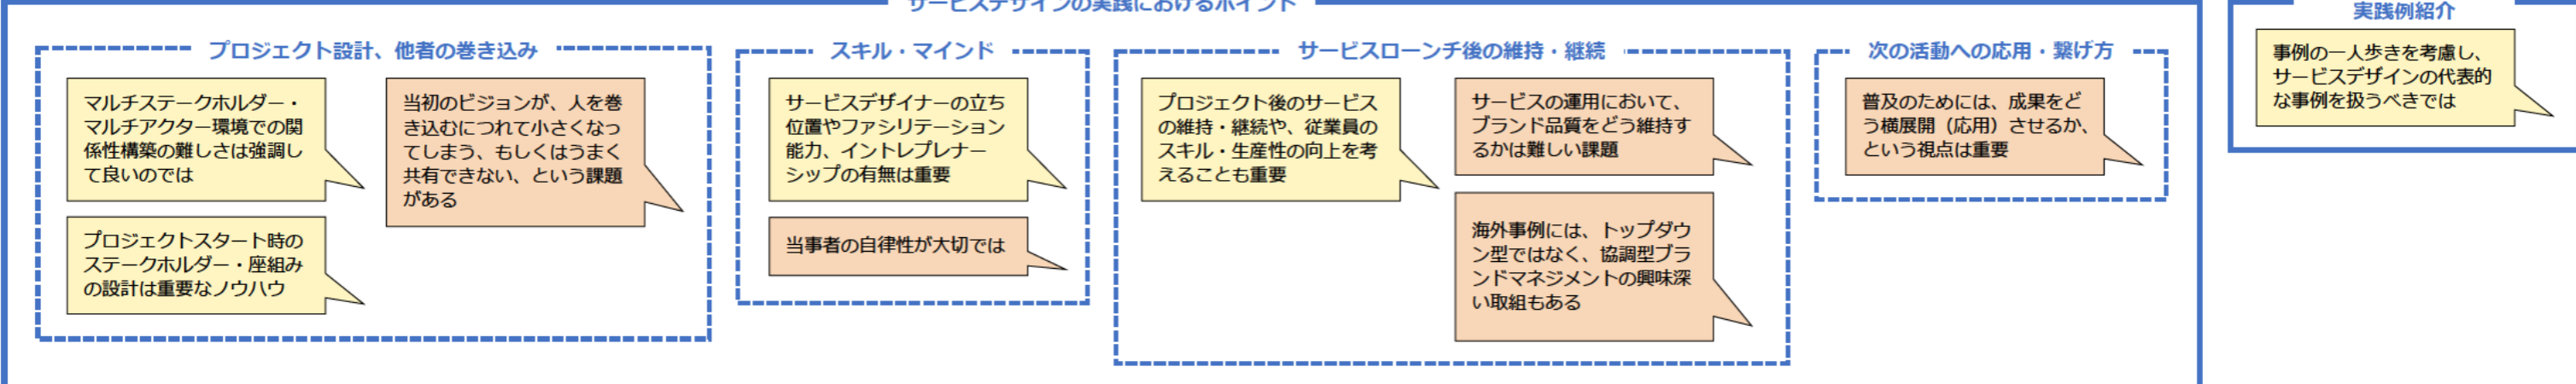 サービスデザインの実践におけるポイント
プロジェクト設計、他者の巻き込み
マルチステークホルダー・
マルチアクター環境での関
係性構築の難しさは強調し
て良いのでは
当初のビジョンが、人を巻
き込むにつれて小さくなっ
てしまう、もしくはうまく
共有できない、という課題
がある
プロジェクトスタート時の
ステークホルダー・座組み
の設計は重要なノウハウ
スキル・マインド
サービスデザイナーの立ち
位置やファシリテーション
能力、イントレプレナー
シップの有無は重要
当事者の自律性が大切では
サービスローンチ後の維持・継続
プロジェクト後のサービス
の維持・継続や、従業員の
スキル・生産性の向上を考
えることも重要
サービスの運用において、
ブランド品質をどう維持す
るかは難しい課題
海外事例には、トップダウ
ン型ではなく、協調型ブラ
ンドマネジメントの興味深
い取組もある
次の活動への応用・繋げ方
普及のためには、成果をど
う横展開（応用）させるか、
という視点は重要
実践例紹介
事例の一人歩きを考慮し、
サービスデザインの代表的
な事例を扱うべきでは